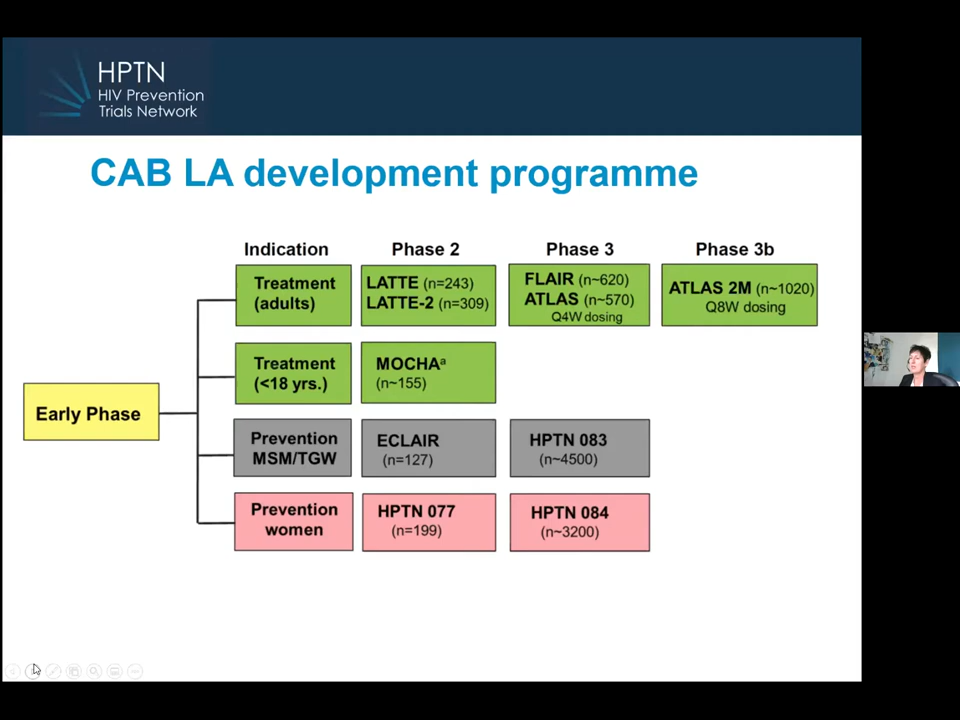 HPTN
HIV Prevention
Trials Network
CAB LA development programme
Indication
Phase 2
Phase 3
Phase 3b
Treatment
(adults)
LATTE (n=243)
LATTE-2 (n=309)
FLAIR (n~620)
ATLAS (n~570)
Q4W dosing
ATLAS 2M (n~1020)
Q8W dosing
Treatment
(<18 yrs.)
MOCHAª
(n~155)
Early Phase
Prevention
MSM/TGW
ECLAIR
(n=127)
HPTN 083
(n~4500)
Prevention
women
HPTN 077
(n=199)
HPTN 084
(n~3200)